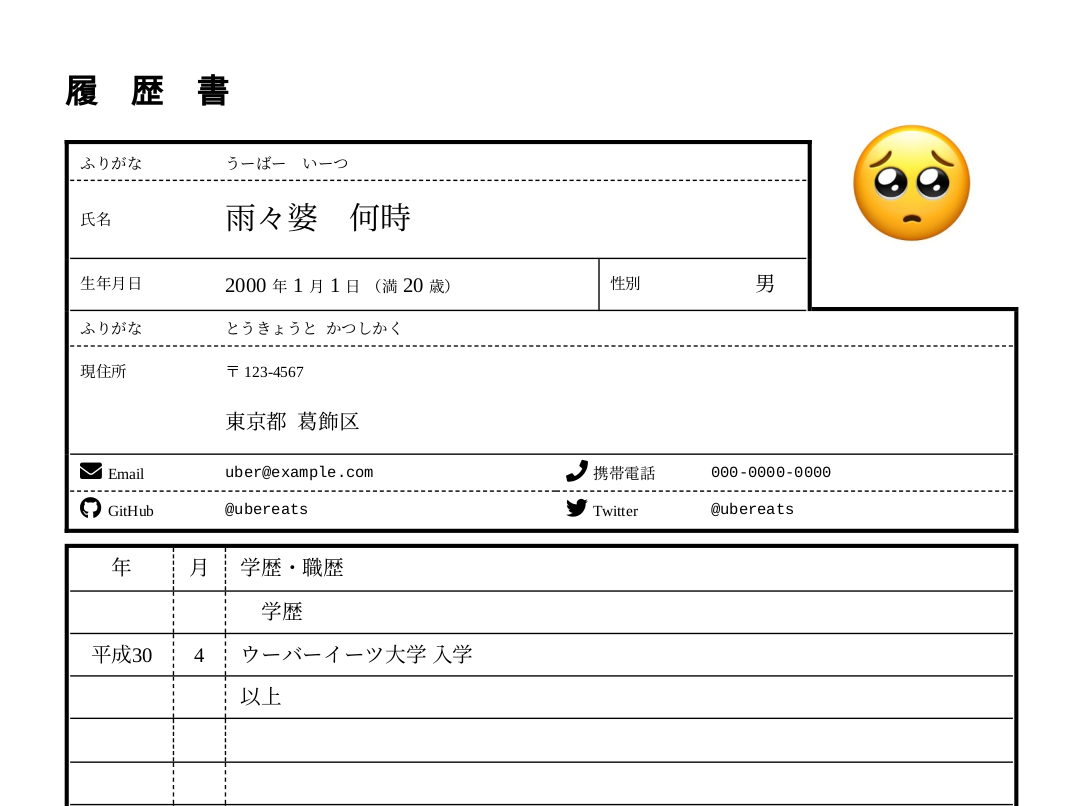 履 歴 書
ふりがな うーばー いーつ
氏名 雨々婆 何時
生年月日 2000 年 1 月 1 日 （満 20 歳） 性別 男
ふりがな とうきょうと かつしかく
現住所 〒 123-4567
東京都 葛飾区
Email uber@example.com 携帯電話 000-0000-0000
GitHub @ubereats Twitter @ubereats
年 月 学歴・職歴
学歴
平成30 4 ウーバーイーツ大学 入学
以上